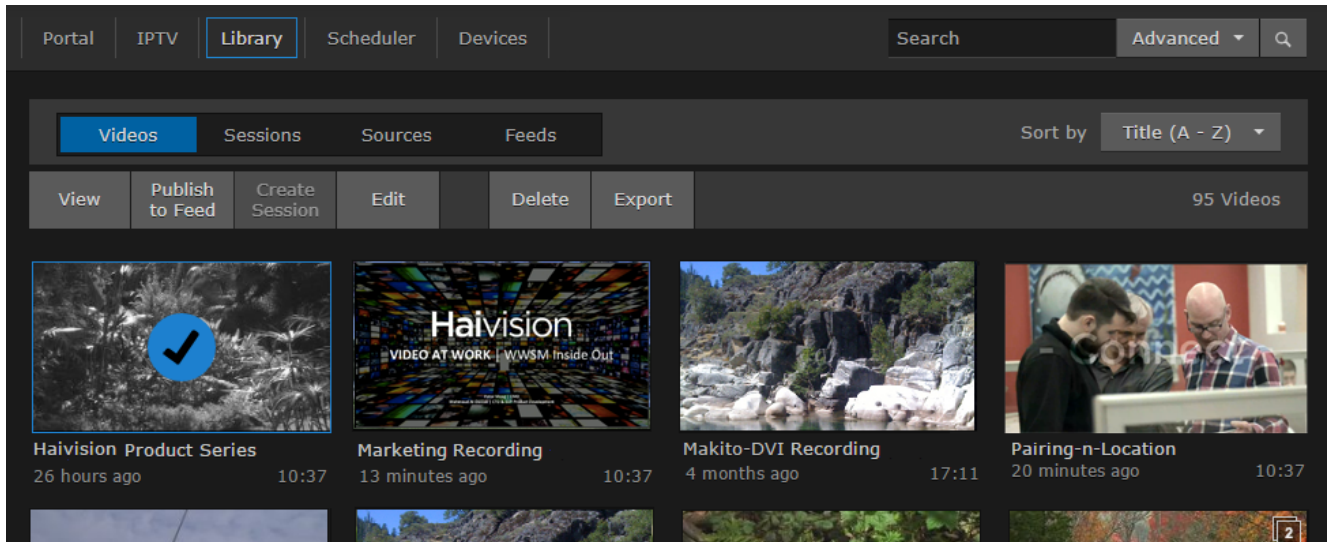 Portal IPTV Library Scheduler Devices Search Advanced
Videos Sessions Sources Feeds Sort by Title (A - Z)
View Publish to Feed Create Session Edit Delete Export 95 Videos
Haivision
VIDEO AT WORK | WWSM Inside Out
Connect
Haivision Product Series
26 hours ago 10:37
Marketing Recording
13 minutes ago 10:37
Makito-DVI Recording
4 months ago 17:11
Pairing-n-Location
20 minutes ago 10:37
2